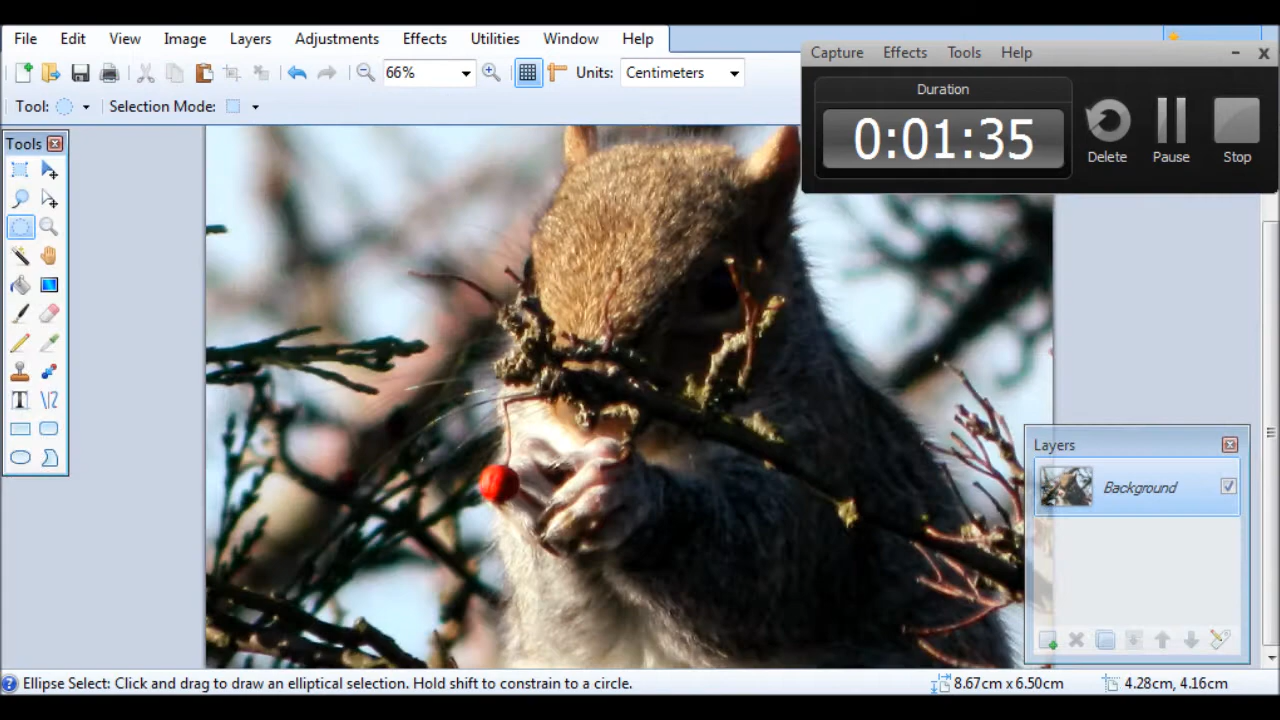 File Edit View Image Layers Adjustments Effects Utilities Window Help
Capture Effects Tools Help
66% Units: Centimeters
Duration
0:01:35
Delete Pause Stop
Tool: Selection Mode:
Tools
Layers
Background
Ellipse Select: Click and drag to draw an elliptical selection. Hold shift to constrain to a circle.
8.67cm x 6.50cm
4.28cm, 4.16cm